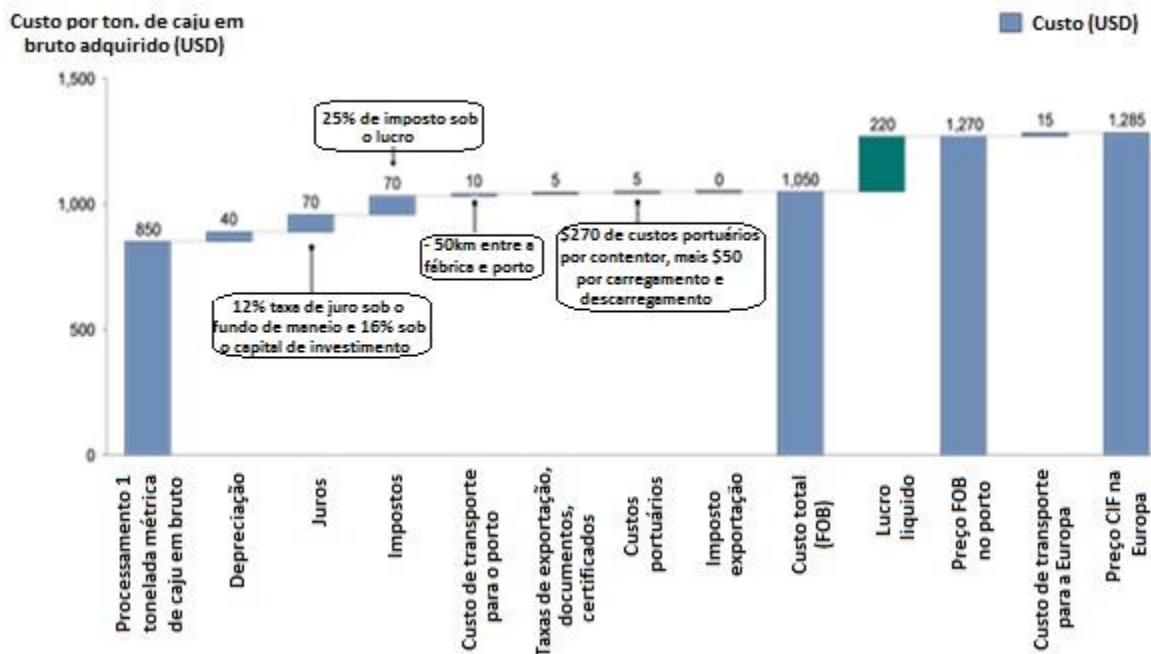 Custo por ton. de caju em
bruto adquirido (USD)
Custo (USD)
1,500
1,000
500
0
25% de imposto sob
o lucro
850
40
70
70
10
5
5
0
1,050
220
1,270
15
1,285
- 50km entre a
fábrica e porto
$270 de custos portuários
por contentor, mais $50
por carregamento e
descarregamento
12% taxa de juro sob o
fundo de maneio e 16% sob
o capital de investimento
Processamento 1
tonelada métrica
de caju em bruto
Depreciação
Juros
Impostos
Custo de transporte
para o porto
Taxas de exportação,
documentos,
certificados
Custos
portuários
Imposto
exportação
Custo total
(FOB)
Lucro
liquido
Preço FOB
no porto
Custo de transporte
para a Europa
Preço CIF na
Europa